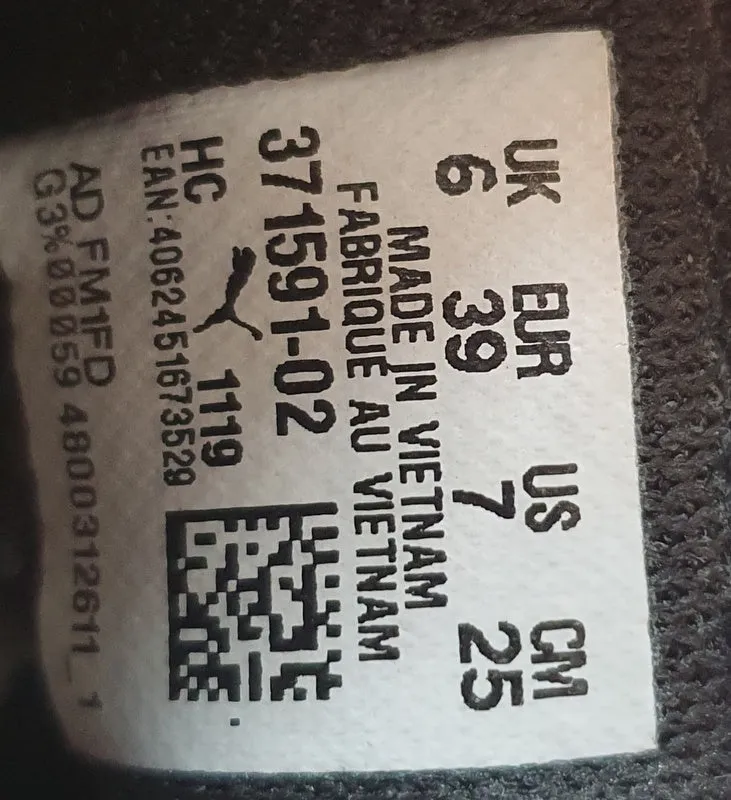 UK EUR US CM
6 39 7 25
MADE IN VIETNAM
FABRIQUÉ AU VIETNAM
371591-02
HC 1119
EAN:4062451673529
AD FM1FD
G3%00059 4800312611_1